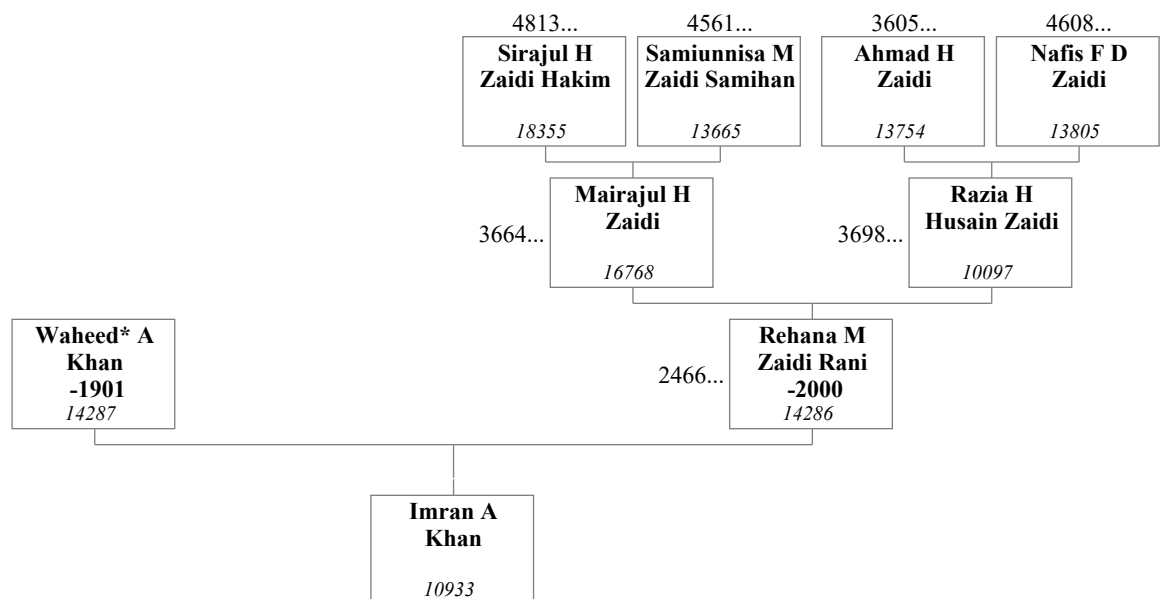 4813...
4561...
3605...
4608...
Sirajul H
Zaidi Hakim
18355
Samiunnisa M
Zaidi Samihan
13665
Ahmad H
Zaidi
13754
Nafis F D
Zaidi
13805
3664...
Mairajul H
Zaidi
16768
3698...
Razia H
Husain Zaidi
10097
Waheed* A
Khan
-1901
14287
2466...
Rehana M
Zaidi Rani
-2000
14286
Imran A
Khan
10933